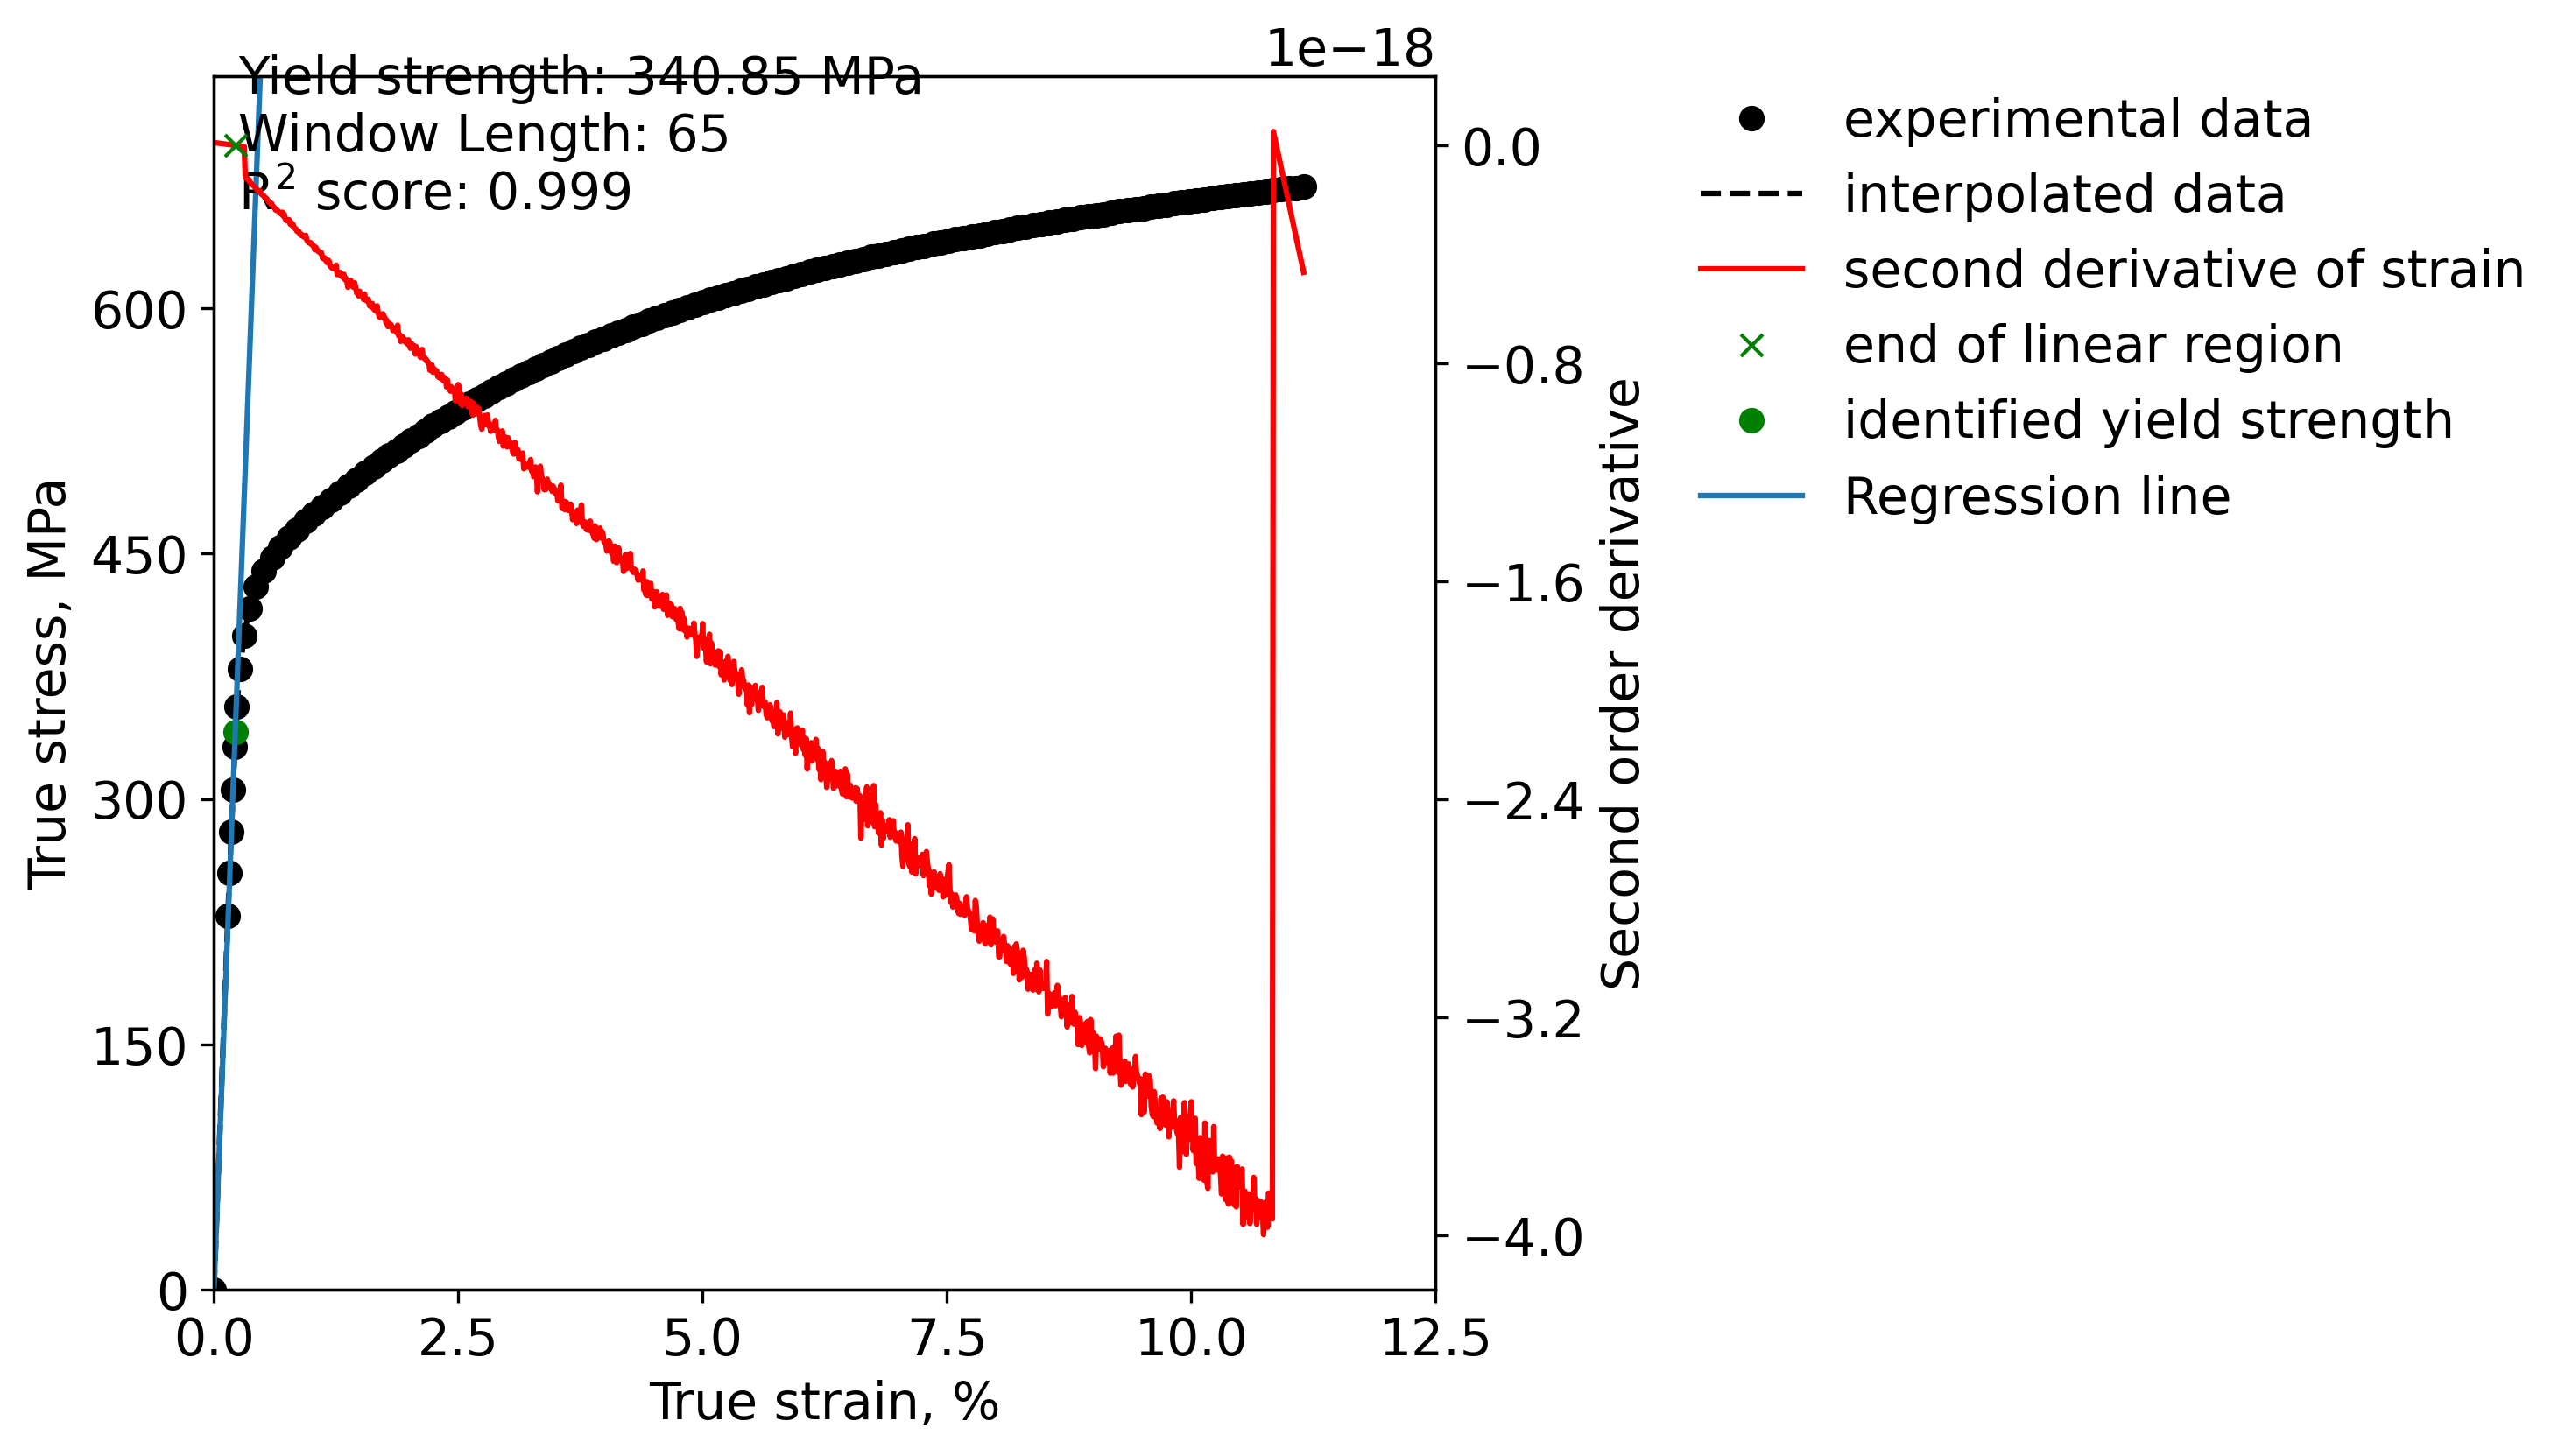 1e−18
Yield strength: 340.85 MPa
Window Length: 65
R² score: 0.999
True stress, MPa
600
450
300
150
0
0.0
2.5
5.0
7.5
10.0
12.5
True strain, %
0.0
−0.8
−1.6
−2.4
−3.2
−4.0
Second order derivative
experimental data
interpolated data
second derivative of strain
end of linear region
identified yield strength
Regression line